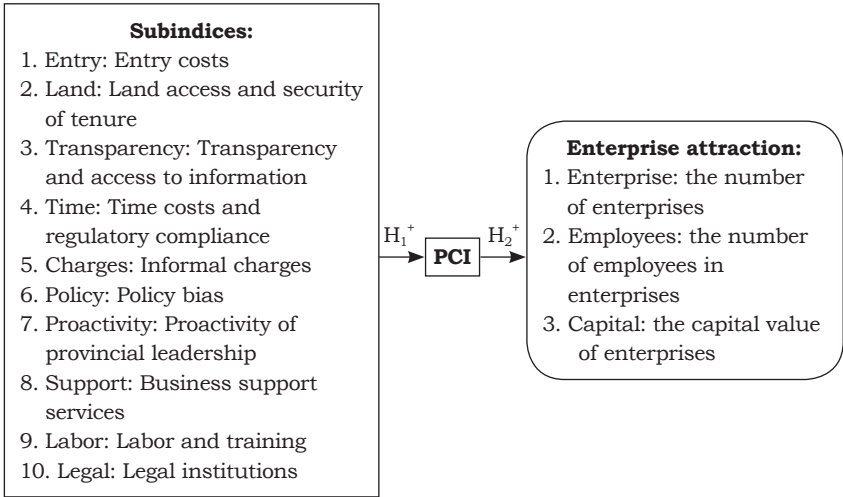 Subindices:
1. Entry: Entry costs
2. Land: Land access and security
of tenure
3. Transparency: Transparency
and access to information
4. Time: Time costs and
regulatory compliance
5. Charges: Informal charges
6. Policy: Policy bias
7. Proactivity: Proactivity of
provincial leadership
8. Support: Business support
services
9. Labor: Labor and training
10. Legal: Legal institutions
H₁⁺
PCI
H₂⁺
Enterprise attraction:
1. Enterprise: the number
of enterprises
2. Employees: the number
of employees in
enterprises
3. Capital: the capital value
of enterprises